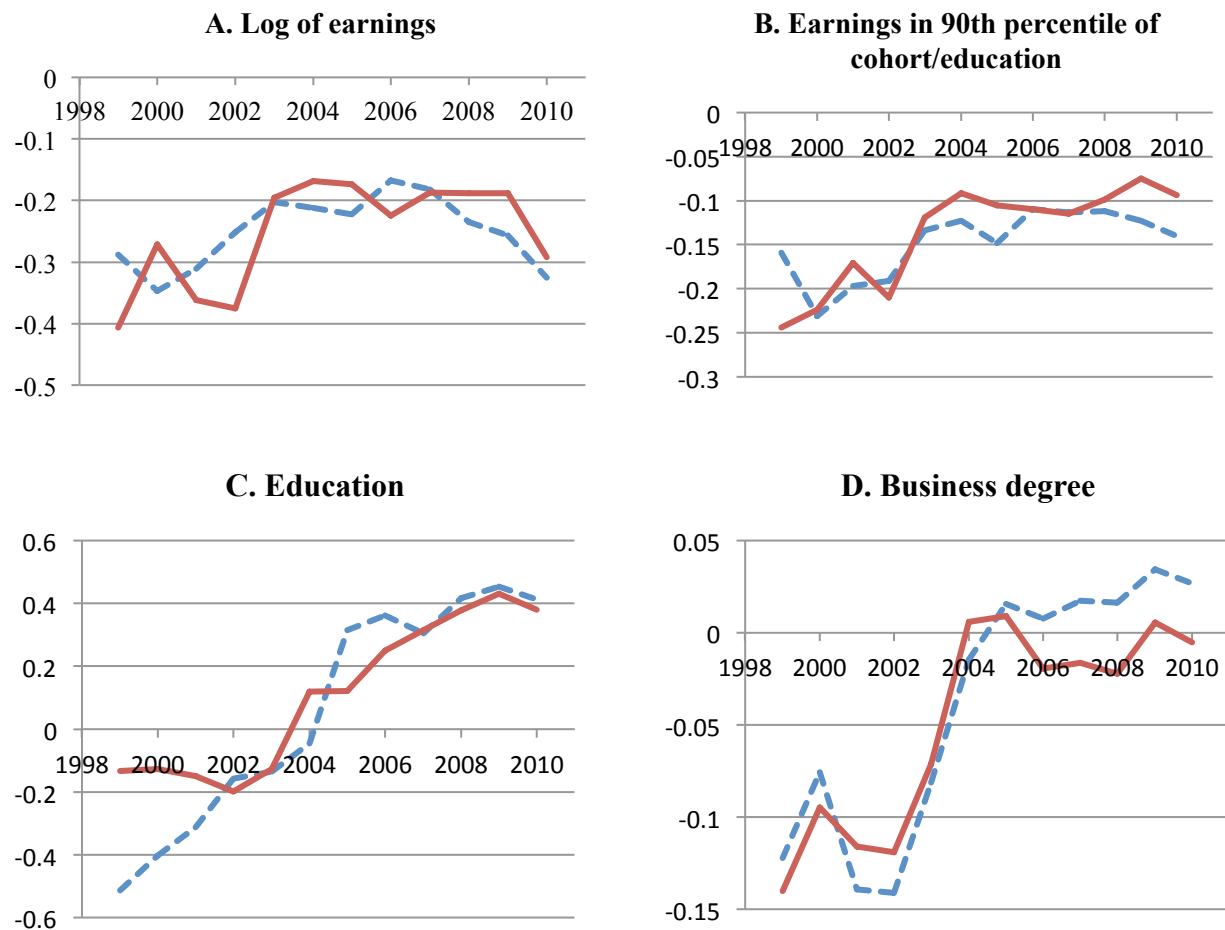 A. Log of earnings
0
1998 2000 2002 2004 2006 2008 2010
-0.1
-0.2
-0.3
-0.4
-0.5
B. Earnings in 90th percentile of
cohort/education
0
-0.05
1998 2000 2002 2004 2006 2008 2010
-0.1
-0.15
-0.2
-0.25
-0.3
C. Education
0.6
0.4
0.2
0
1998 2000 2002 2004 2006 2008 2010
-0.2
-0.4
-0.6
D. Business degree
0.05
0
1998 2000 2002 2004 2006 2008 2010
-0.05
-0.1
-0.15